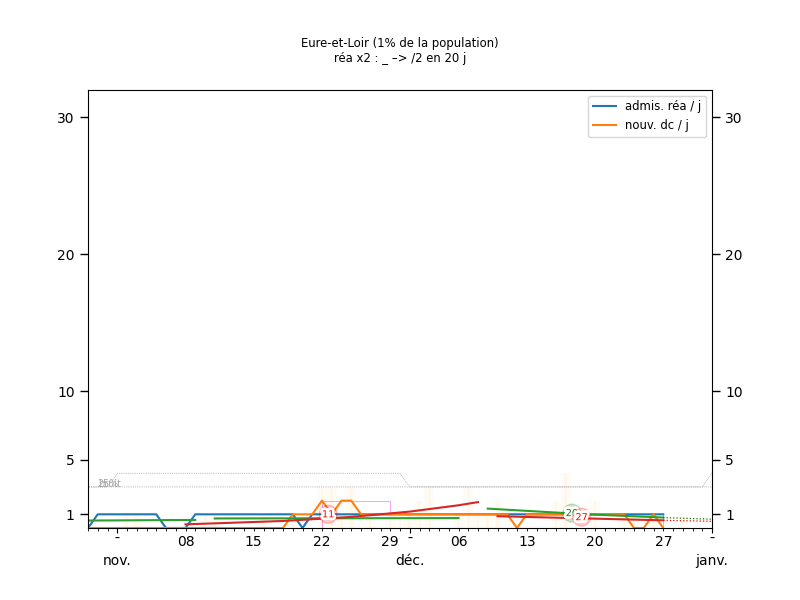 Eure-et-Loir (1% de la population)
réa x2 : _ –> /2 en 20 j
admis. réa / j
nouv. dc / j
30
20
10
5
1
30
20
10
5
1
11
20
27
- 08 15 22 29 - 06 13 20 27 -
nov. déc. janv.